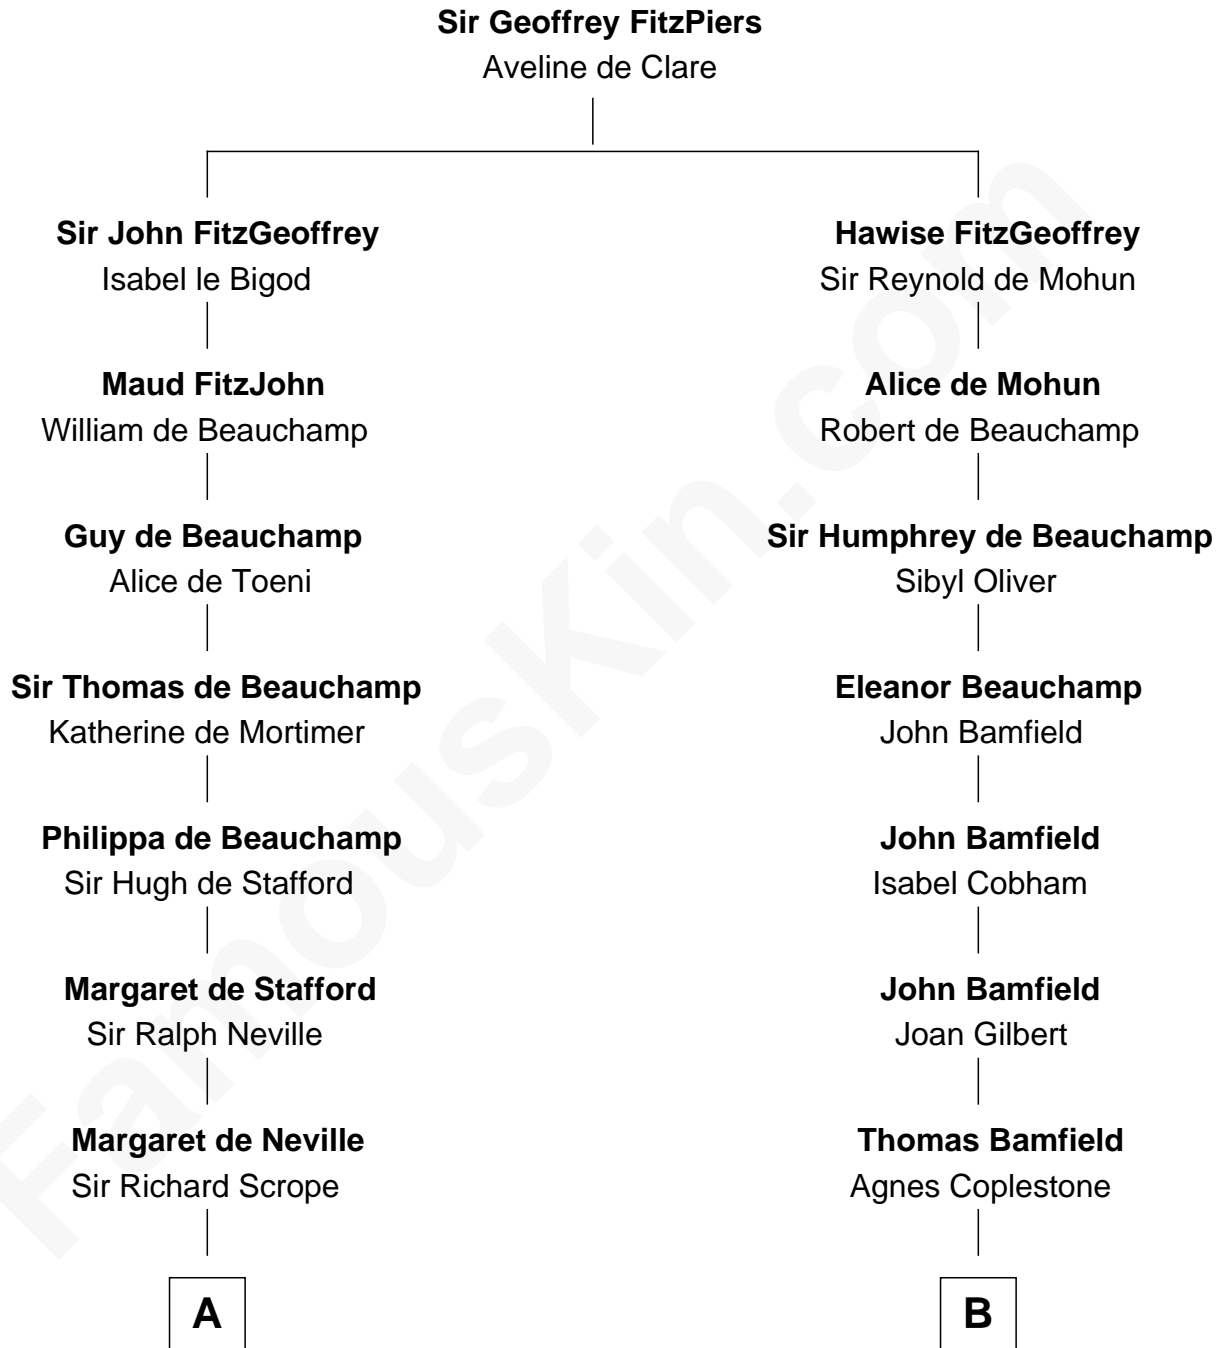 Sir Geoffrey FitzPiers
Aveline de Clare
Sir John FitzGeoffrey
Isabel le Bigod
Hawise FitzGeoffrey
Sir Reynold de Mohun
Maud FitzJohn
William de Beauchamp
Alice de Mohun
Robert de Beauchamp
Guy de Beauchamp
Alice de Toeni
Sir Humphrey de Beauchamp
Sibyl Oliver
Sir Thomas de Beauchamp
Katherine de Mortimer
Eleanor Beauchamp
John Bamfield
Philippa de Beauchamp
Sir Hugh de Stafford
John Bamfield
Isabel Cobham
Margaret de Stafford
Sir Ralph Neville
John Bamfield
Joan Gilbert
Margaret de Neville
Sir Richard Scrope
Thomas Bamfield
Agnes Coplestone
A
B
FamousKin.com